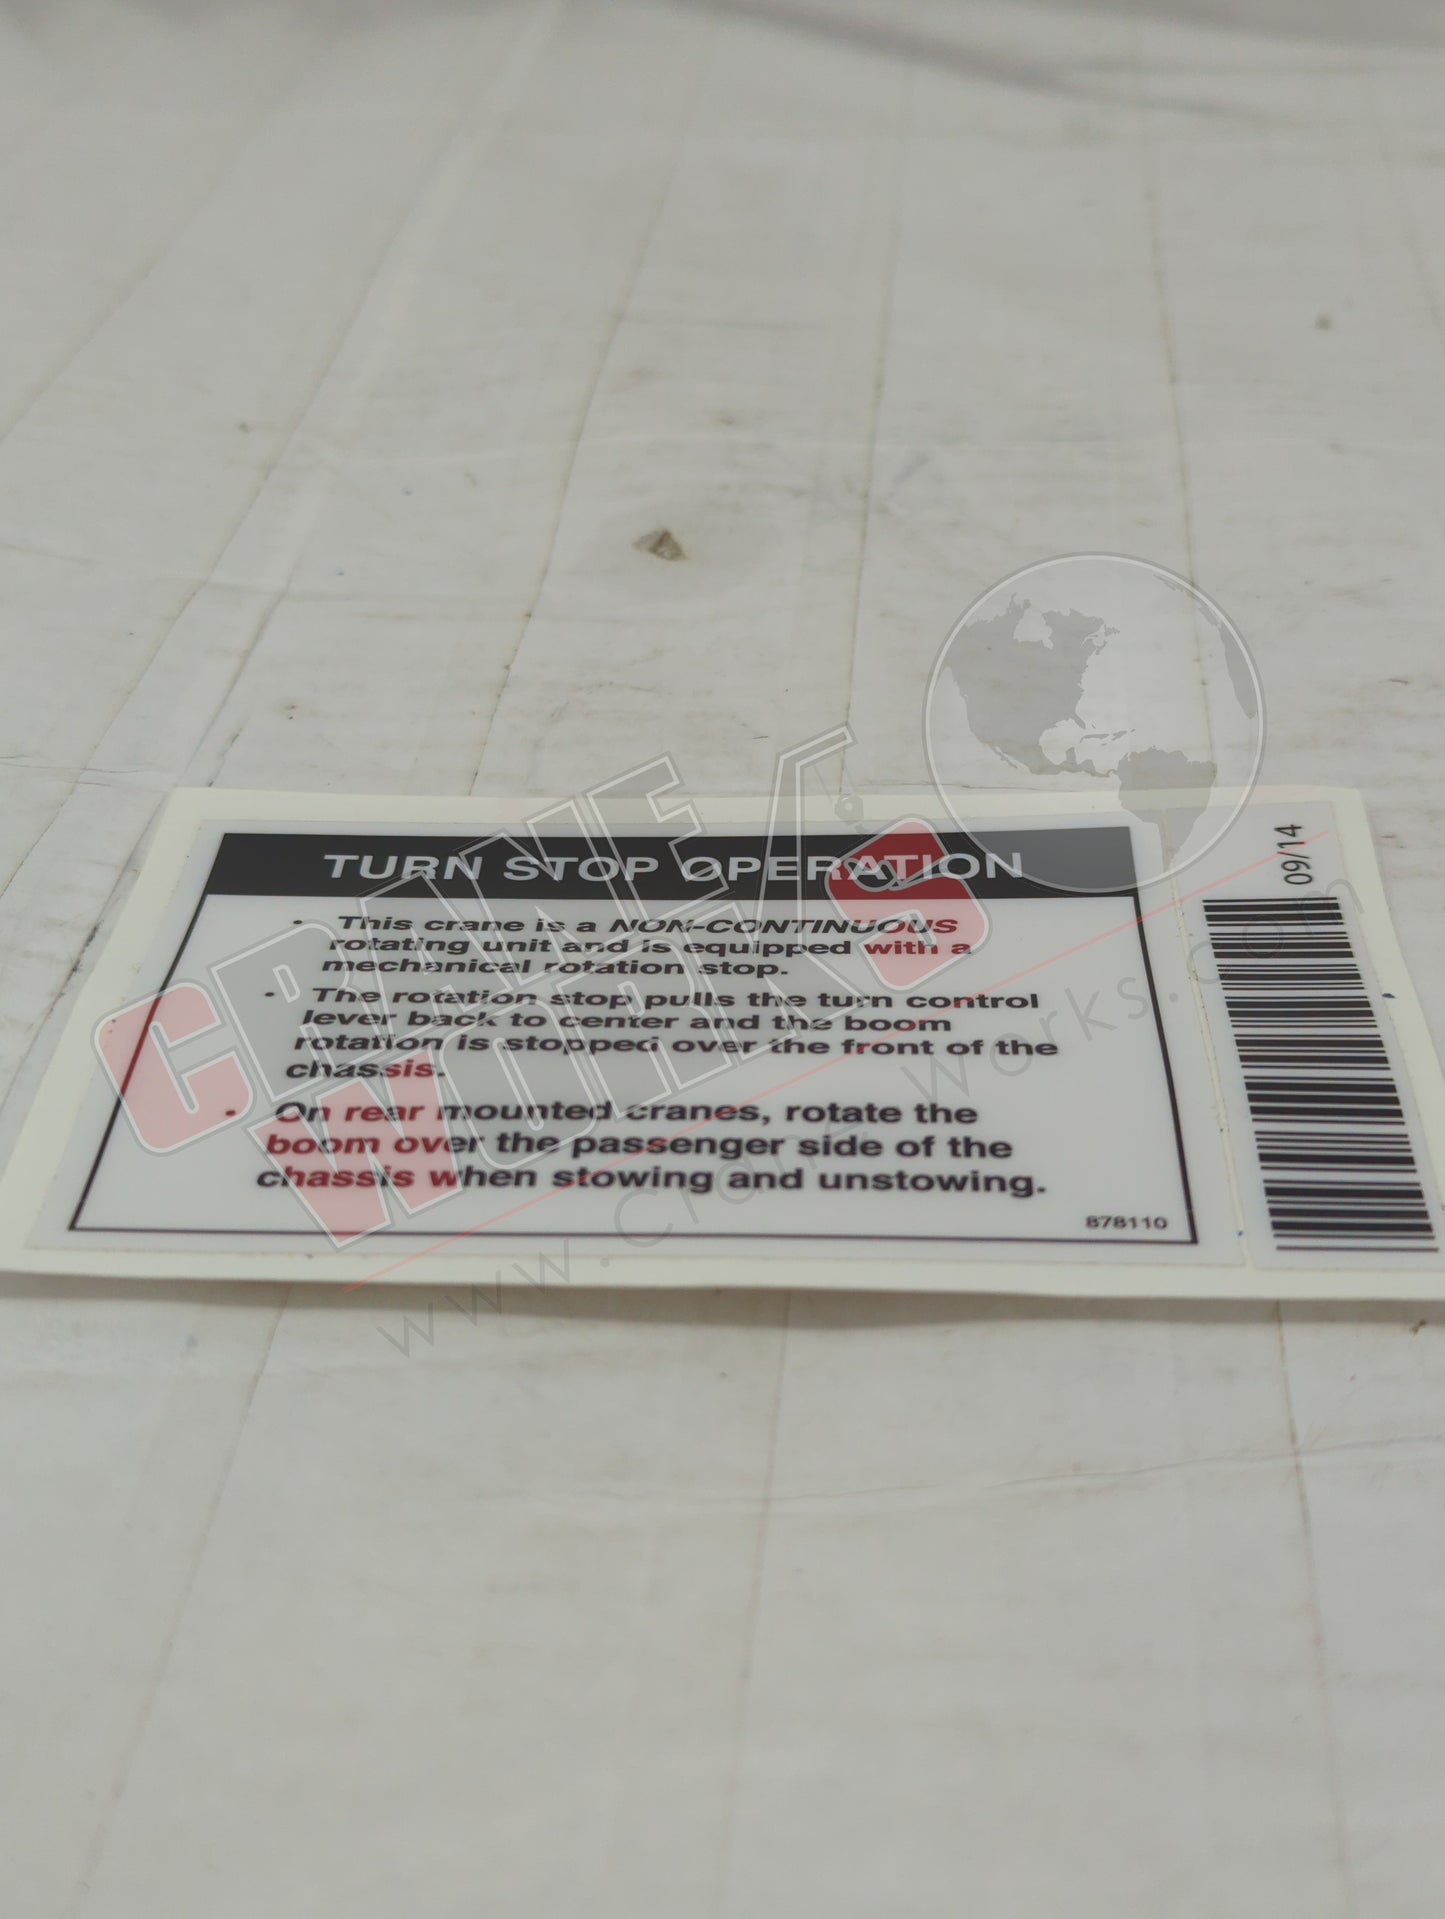 TURN STOP OPERATION
• This crane is a NON-CONTINUOUS
rotating unit and is equipped with a
mechanical rotation stop.
• The rotation stop pulls the turn control
lever back to center and the boom
rotation is stopped over the front of the
chassis.
• On rear mounted cranes, rotate the
boom over the passenger side of the
chassis when stowing and unstowing.
878110
09/14
CRANE
WORKS
www.CraneWorks.com